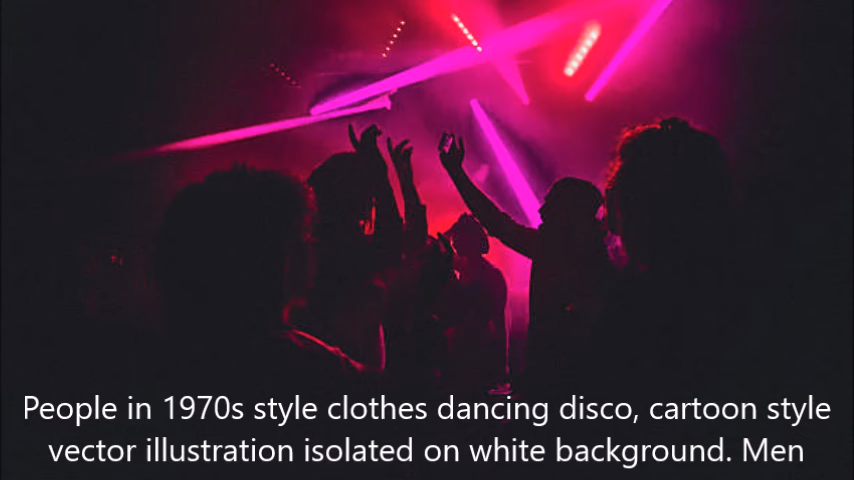 People in 1970s style clothes dancing disco, cartoon style
vector illustration isolated on white background. Men